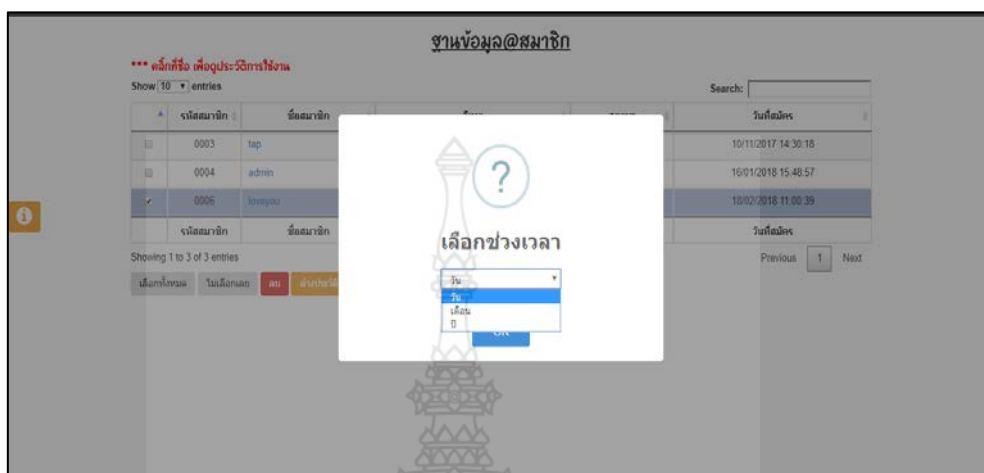 ฐานข้อมูล@สมาชิก
*** คลิ๊กที่ชื่อ เพื่อดูประวัติการใช้งาน
Show 10 entries Search:
รหัสสมาชิก ชื่อสมาชิก วันที่สมัคร
0003 tap 10/11/2017 14:30:18
0004 admin 16/01/2018 15:48:57
0006 loveyou 18/02/2018 11:00:39
รหัสสมาชิก ชื่อสมาชิก วันที่สมัคร
?
เลือกช่วงเวลา
วัน
วัน
เดือน
ปี
OK
Showing 1 to 3 of 3 entries Previous 1 Next
เลือกทั้งหมด ไม่เลือกเลย ลบ